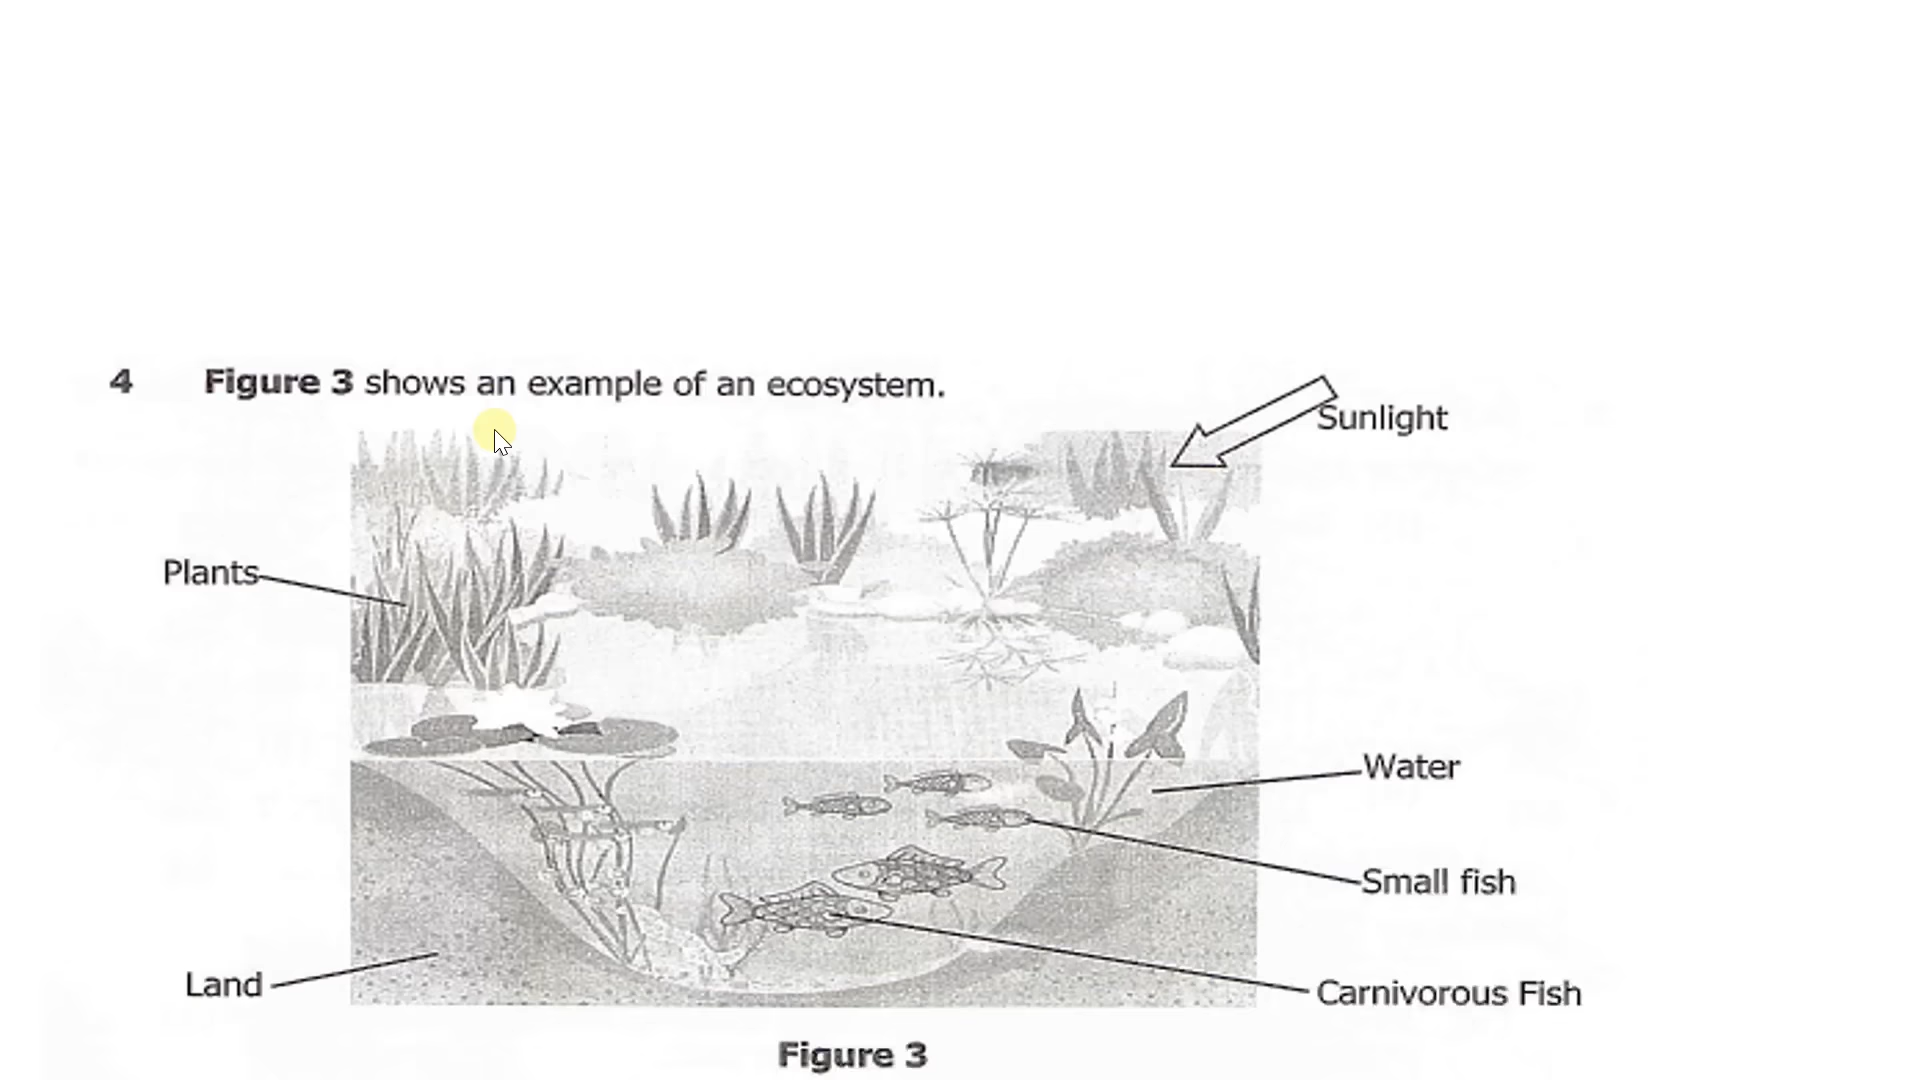 4 Figure 3 shows an example of an ecosystem.
Sunlight
Plants
Water
Small fish
Land
Carnivorous Fish
Figure 3